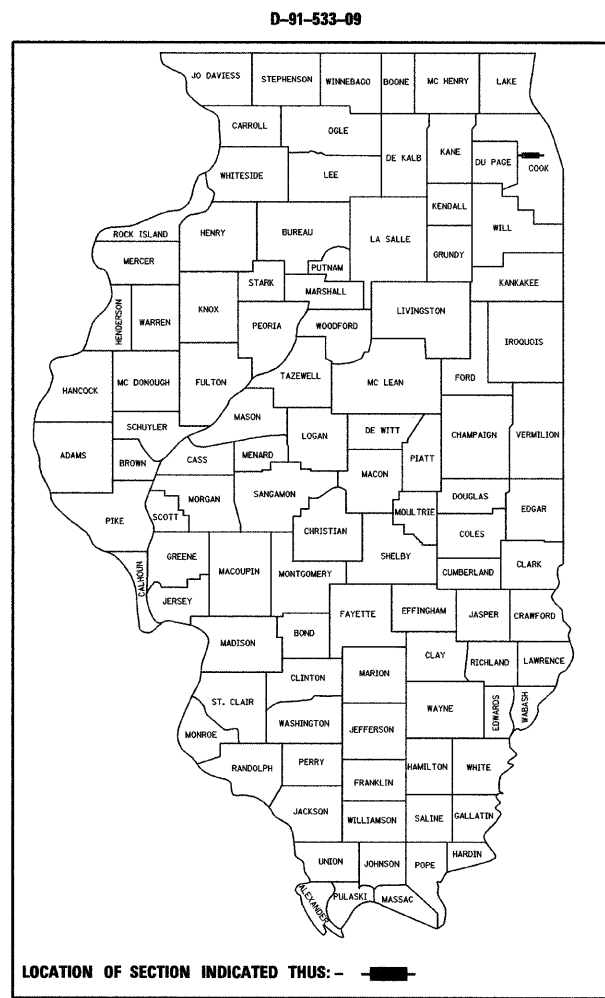 D-91-533-09
JO DAVIESS STEPHENSON WINNEBAGO BOONE MC HENRY LAKE
CARROLL OGLE
DE KALB KANE DU PAGE COOK
WHITESIDE LEE
KENDALL
ROCK ISLAND HENRY BUREAU LA SALLE GRUNDY WILL
MERCER PUTNAM
STARK MARSHALL KANKAKEE
HENDERSON WARREN KNOX PEORIA WOODFORD LIVINGSTON
IROQUOIS
HANCOCK MC DONOUGH FULTON TAZEWELL MC LEAN FORD
MASON
SCHUYLER LOGAN DE WITT CHAMPAIGN VERMILION
ADAMS BROWN CASS MENARD MACON PIATT
MORGAN SANGAMON DOUGLAS
PIKE SCOTT CHRISTIAN MOULTRIE COLES EDGAR
GREENE SHELBY
CALHOUN MACOUPIN MONTGOMERY CUMBERLAND CLARK
JERSEY FAYETTE EFFINGHAM JASPER CRAWFORD
MADISON BOND
CLAY RICHLAND LAWRENCE
CLINTON MARION
ST. CLAIR WAYNE EDWARDS WABASH
WASHINGTON JEFFERSON
MONROE
RANDOLPH PERRY HAMILTON WHITE
FRANKLIN
JACKSON WILLIAMSON SALINE GALLATIN
UNION JOHNSON POPE HARDIN
ALEXANDER PULASKI MASSAC
LOCATION OF SECTION INDICATED THUS: -